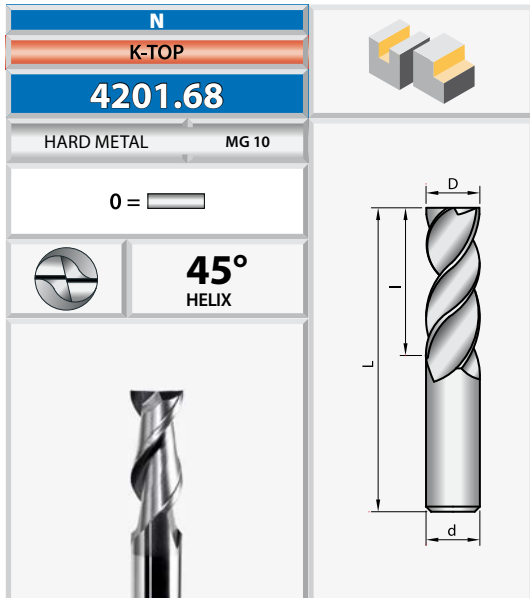 N
K-TOP
4201.68
HARD METAL MG 10
0 =
45°
HELIX
D
l
L
d